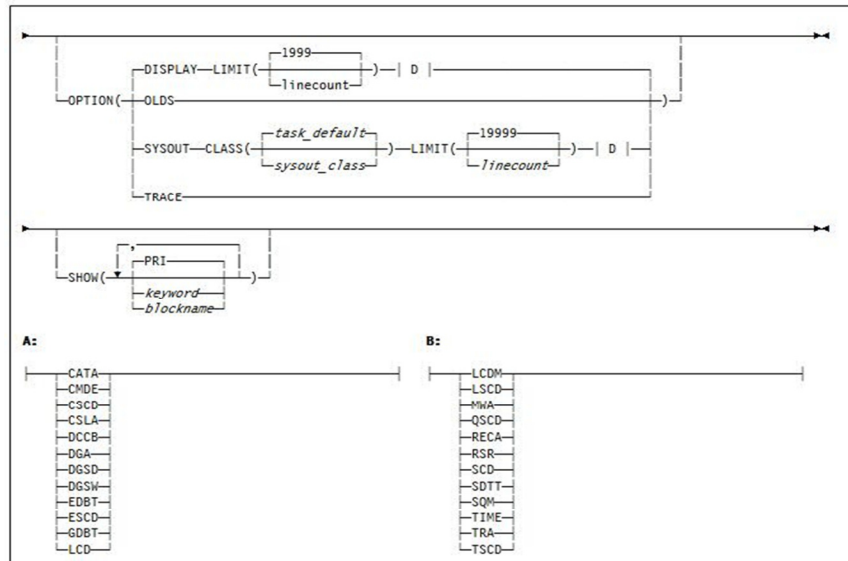 1999
DISPLAY LIMIT( ) D
linecount
OPTION( OLDS )
task_default 19999
SYSOUT CLASS( ) LIMIT( ) D
sysout_class linecount
TRACE
,
PRI
SHOW( )
keyword
blockname
A: B:
CATA LCDM
CMDE LSCD
CSCD MWA
CSLA QSCD
DCCB RECA
DGA RSR
DGSD SCD
DGSW SDTT
EDBT SQM
ESCD TIME
GDBT TRA
LCD TSCD